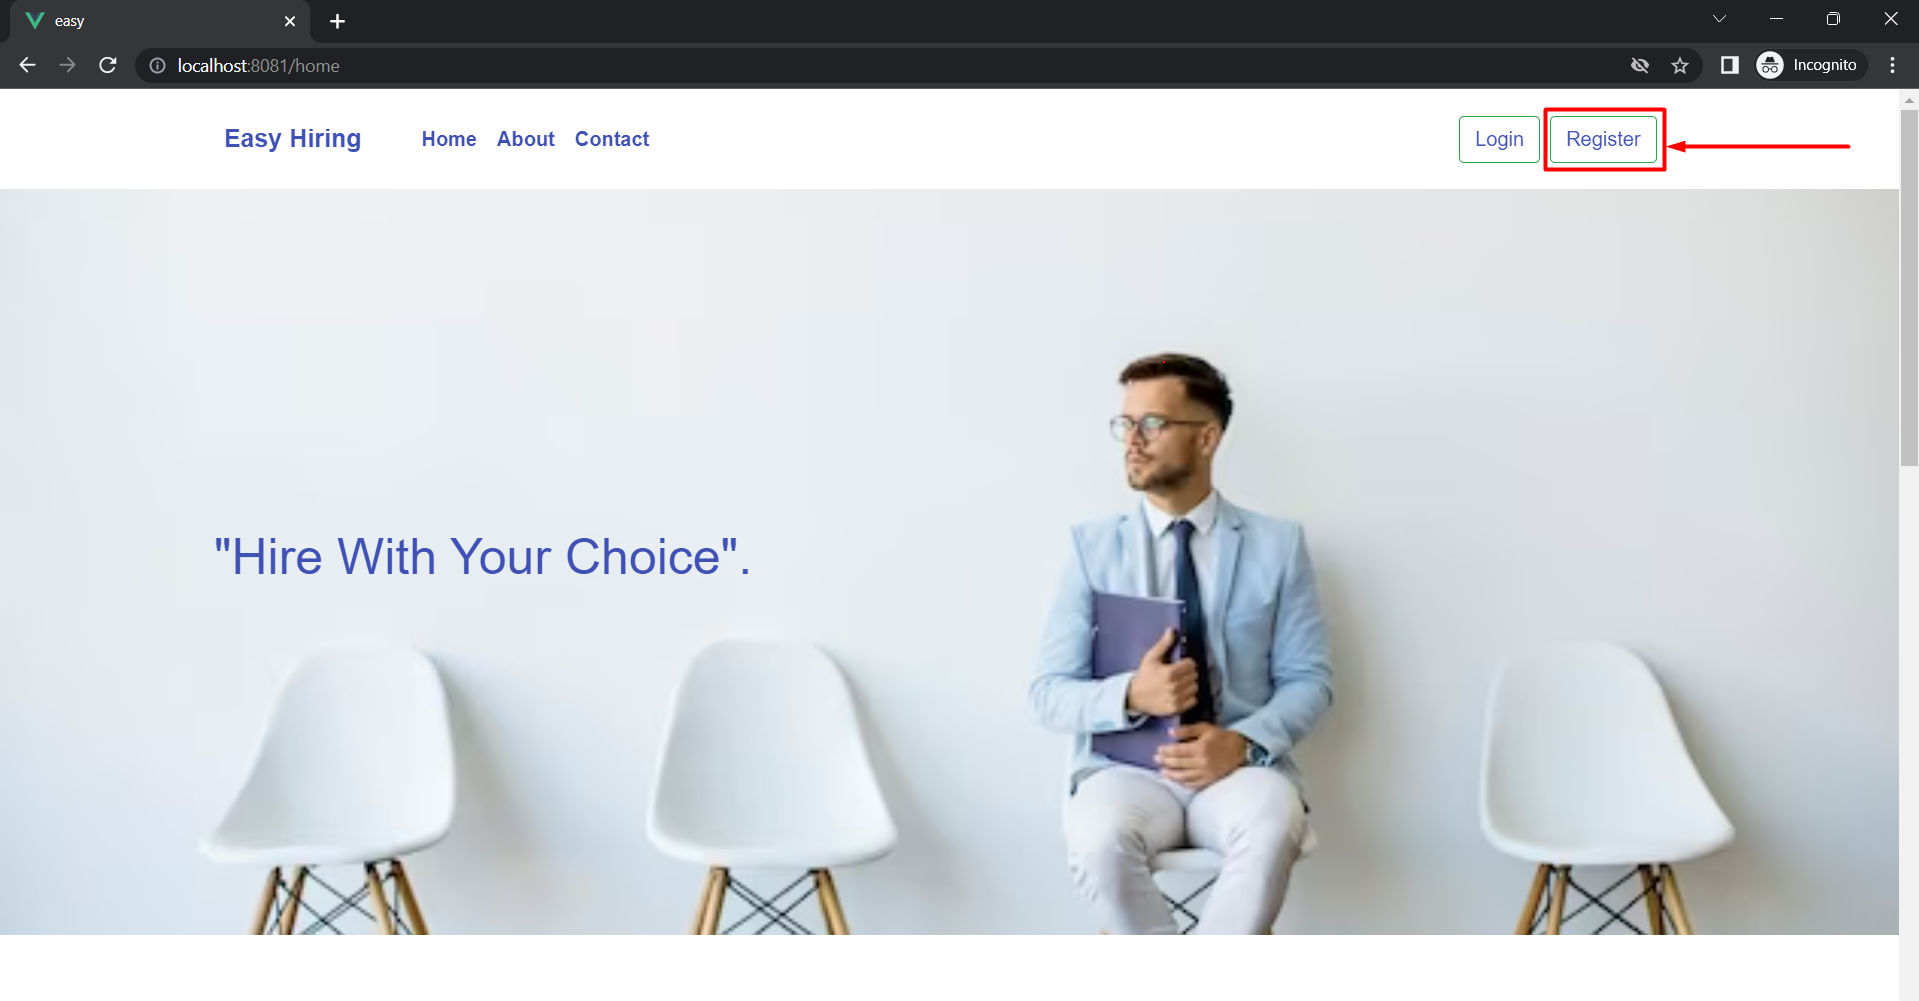 easy
localhost:8081/home
Incognito
Easy Hiring
Home About Contact
Login Register
"Hire With Your Choice".